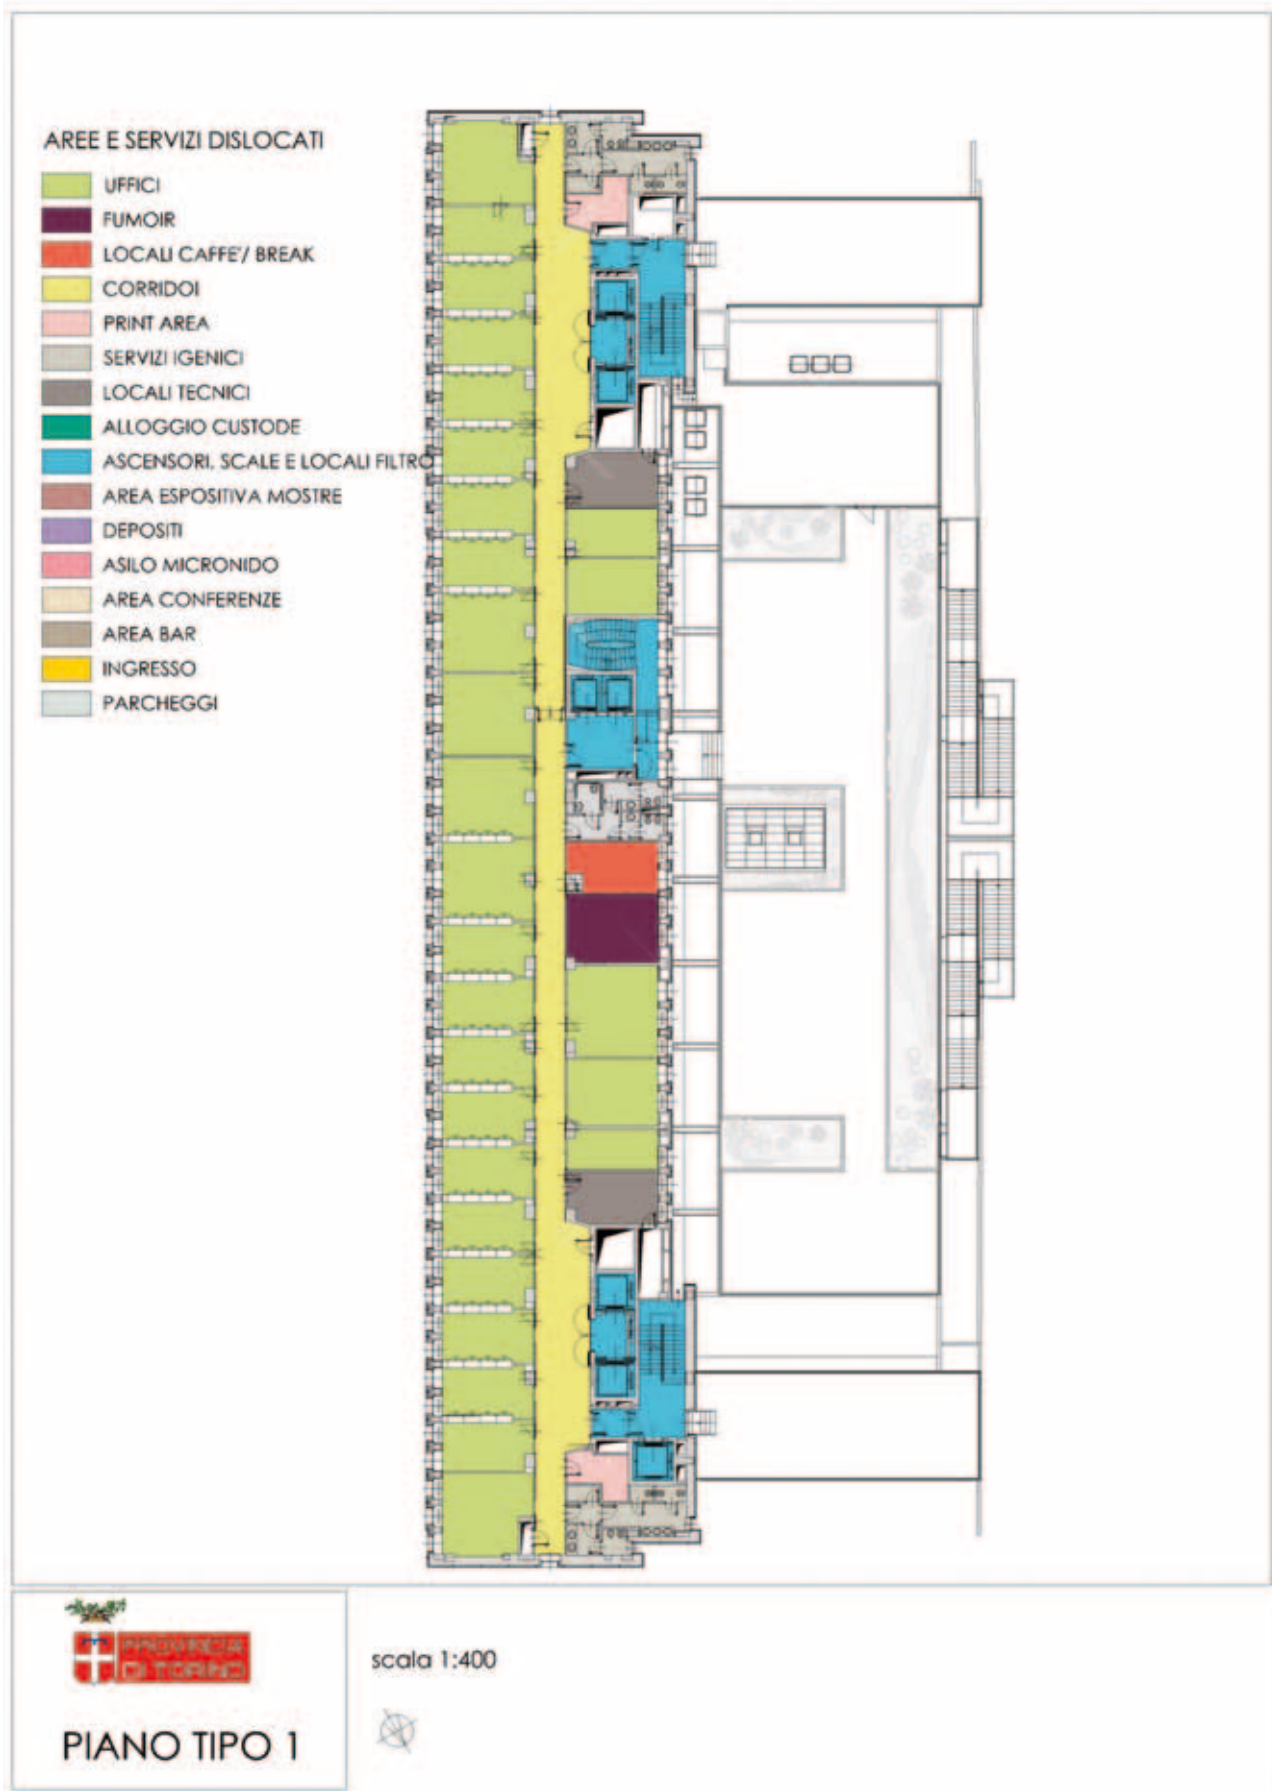 AREE E SERVIZI DISLOCATI
UFFICI
FUMOIR
LOCALI CAFFE'/ BREAK
CORRIDOI
PRINT AREA
SERVIZI IGENICI
LOCALI TECNICI
ALLOGGIO CUSTODE
ASCENSORI, SCALE E LOCALI FILTRO
AREA ESPOSITIVA MOSTRE
DEPOSITI
ASILO MICRONIDO
AREA CONFERENZE
AREA BAR
INGRESSO
PARCHEGGI
PROVINCIA
DI TORINO
scala 1:400
PIANO TIPO 1